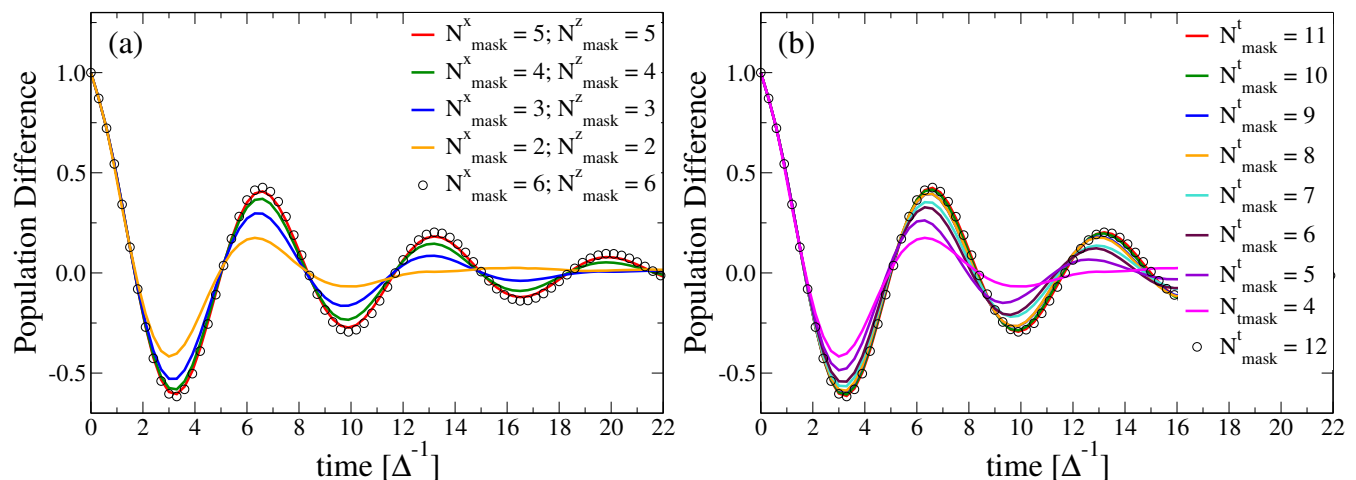 (a)
N^x_mask = 5; N^z_mask = 5
N^x_mask = 4; N^z_mask = 4
N^x_mask = 3; N^z_mask = 3
N^x_mask = 2; N^z_mask = 2
N^x_mask = 6; N^z_mask = 6
Population Difference
1.0
0.5
0.0
-0.5
0 2 4 6 8 10 12 14 16 18 20 22
time [Δ^-1]
(b)
N^t_mask = 11
N^t_mask = 10
N^t_mask = 9
N^t_mask = 8
N^t_mask = 7
N^t_mask = 6
N^t_mask = 5
N_tmask = 4
N^t_mask = 12
Population Difference
1.0
0.5
0.0
-0.5
0 2 4 6 8 10 12 14 16 18 20 22
time [Δ^-1]